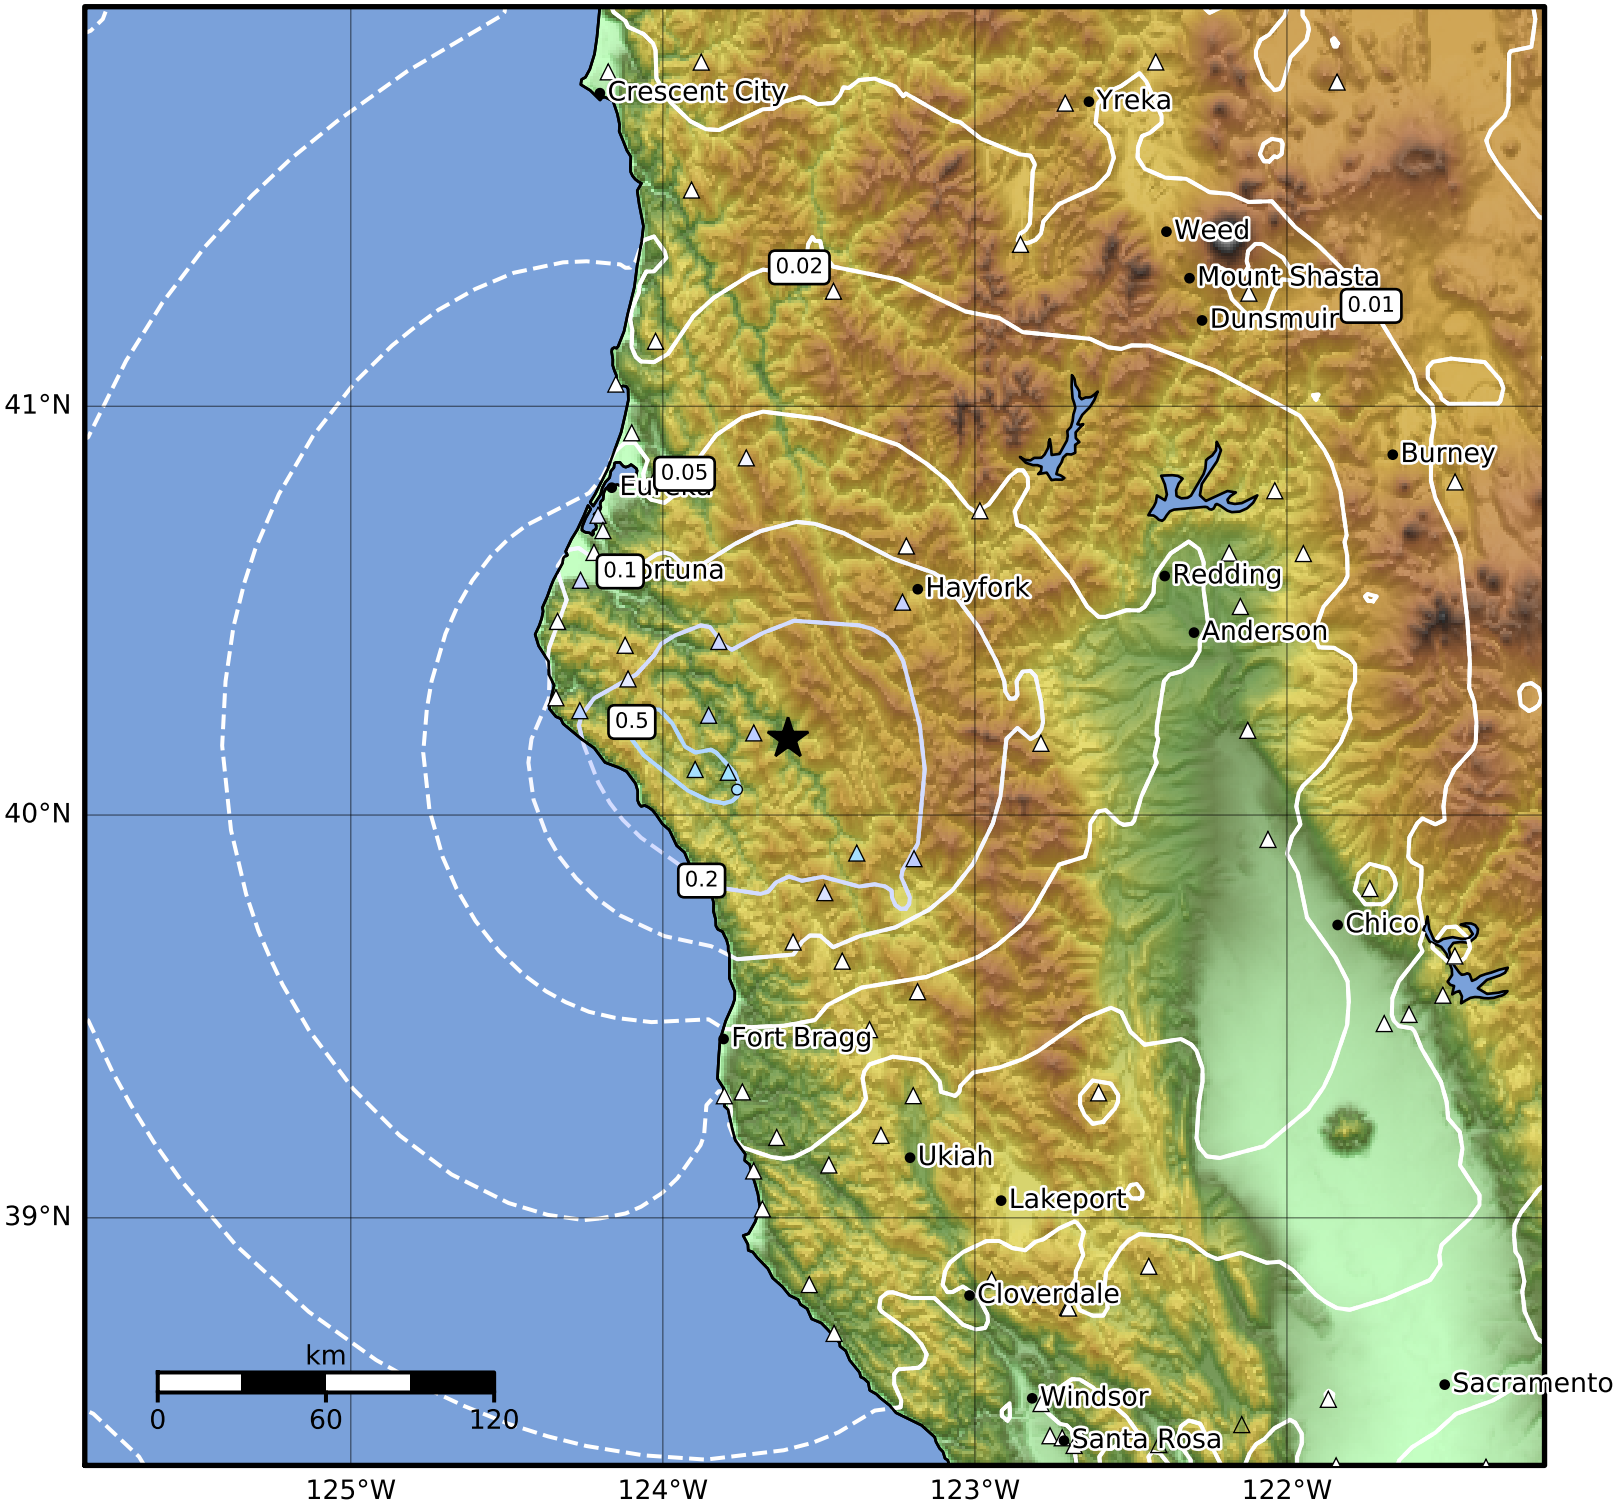 Crescent City
Yreka
Weed
0.02
Mount Shasta
0.01
Dunsmuir
41°N
Burney
0.05
Eureka
0.1
ortuna
Redding
Hayfork
Anderson
0.5
40°N
0.2
Chico
Fort Bragg
Ukiah
Lakeport
39°N
Cloverdale
km
0
60
120
Windsor
Sacramento
Santa Rosa
125°W
124°W
123°W
122°W